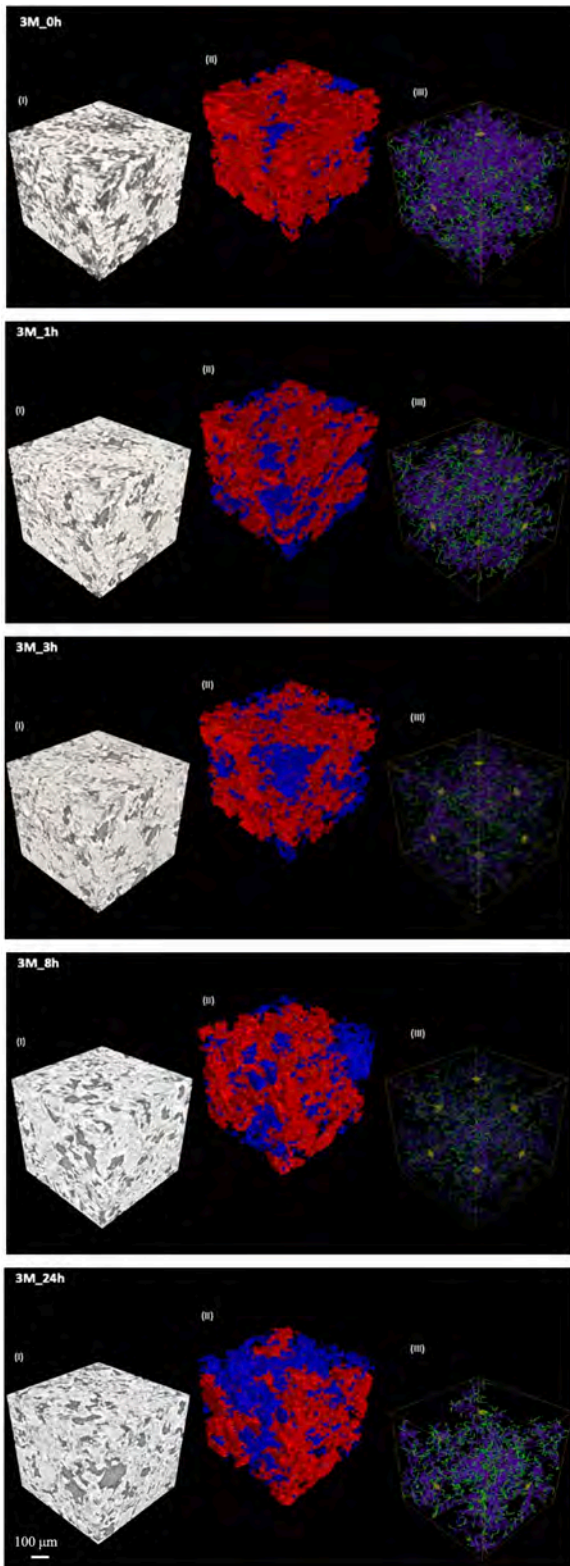 3M_0h
(I)
(II)
(III)
3M_1h
(I)
(II)
(III)
3M_3h
(I)
(II)
(III)
3M_8h
(I)
(II)
(III)
3M_24h
(I)
(II)
(III)
100 µm